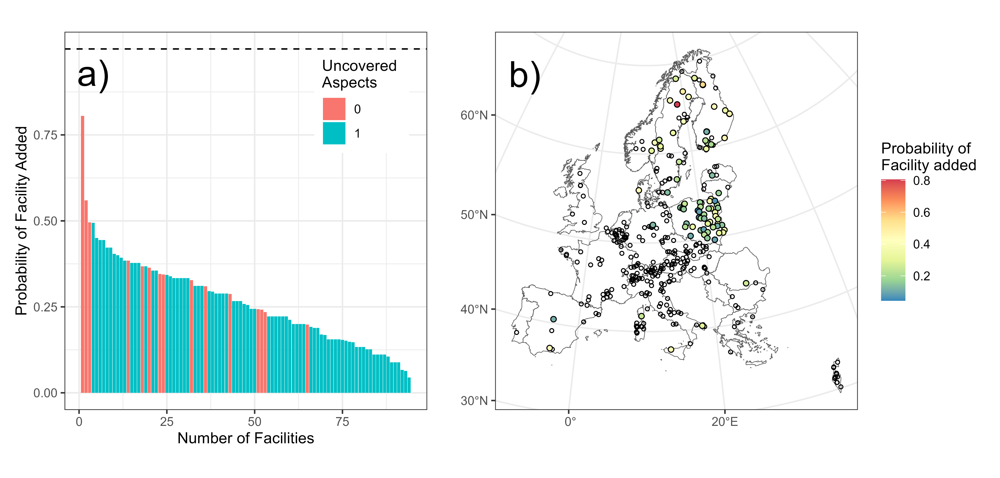 a)
Uncovered
Aspects
0
1
Probability of Facility Added
0.75
0.50
0.25
0.00
0
25
50
75
Number of Facilities
b)
60°N
50°N
40°N
30°N
0°
20°E
Probability of
Facility added
0.8
0.6
0.4
0.2